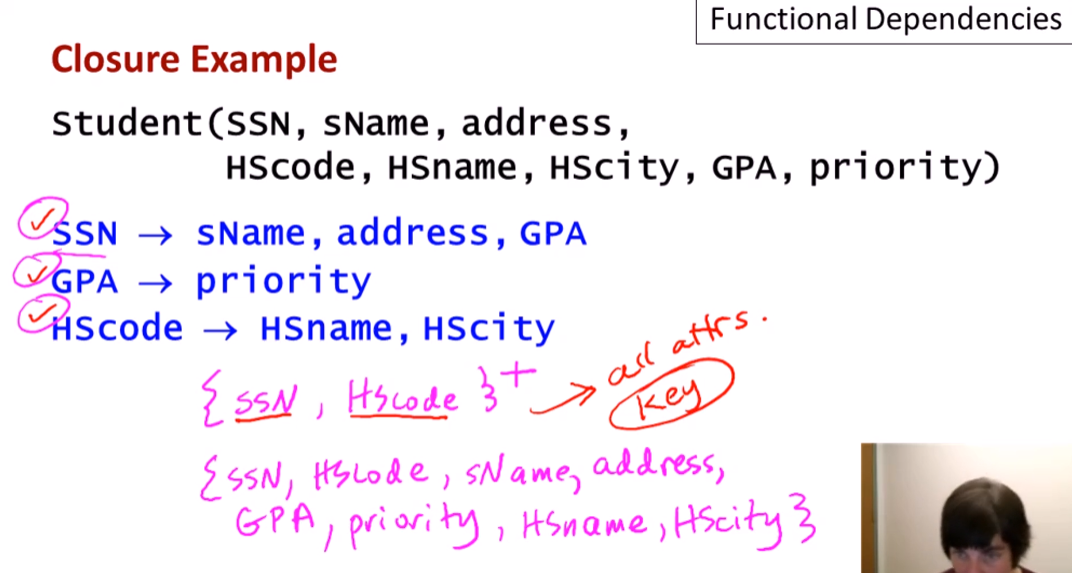 Functional Dependencies
Closure Example
Student(SSN, sName, address,
HScode, HSname, HScity, GPA, priority)
SSN → sName, address, GPA
GPA → priority
HScode → HSname, HScity
all attrs.
{SSN, HScode}+ → Key
{SSN, HScode, sName, address,
GPA, priority, HSname, HScity}